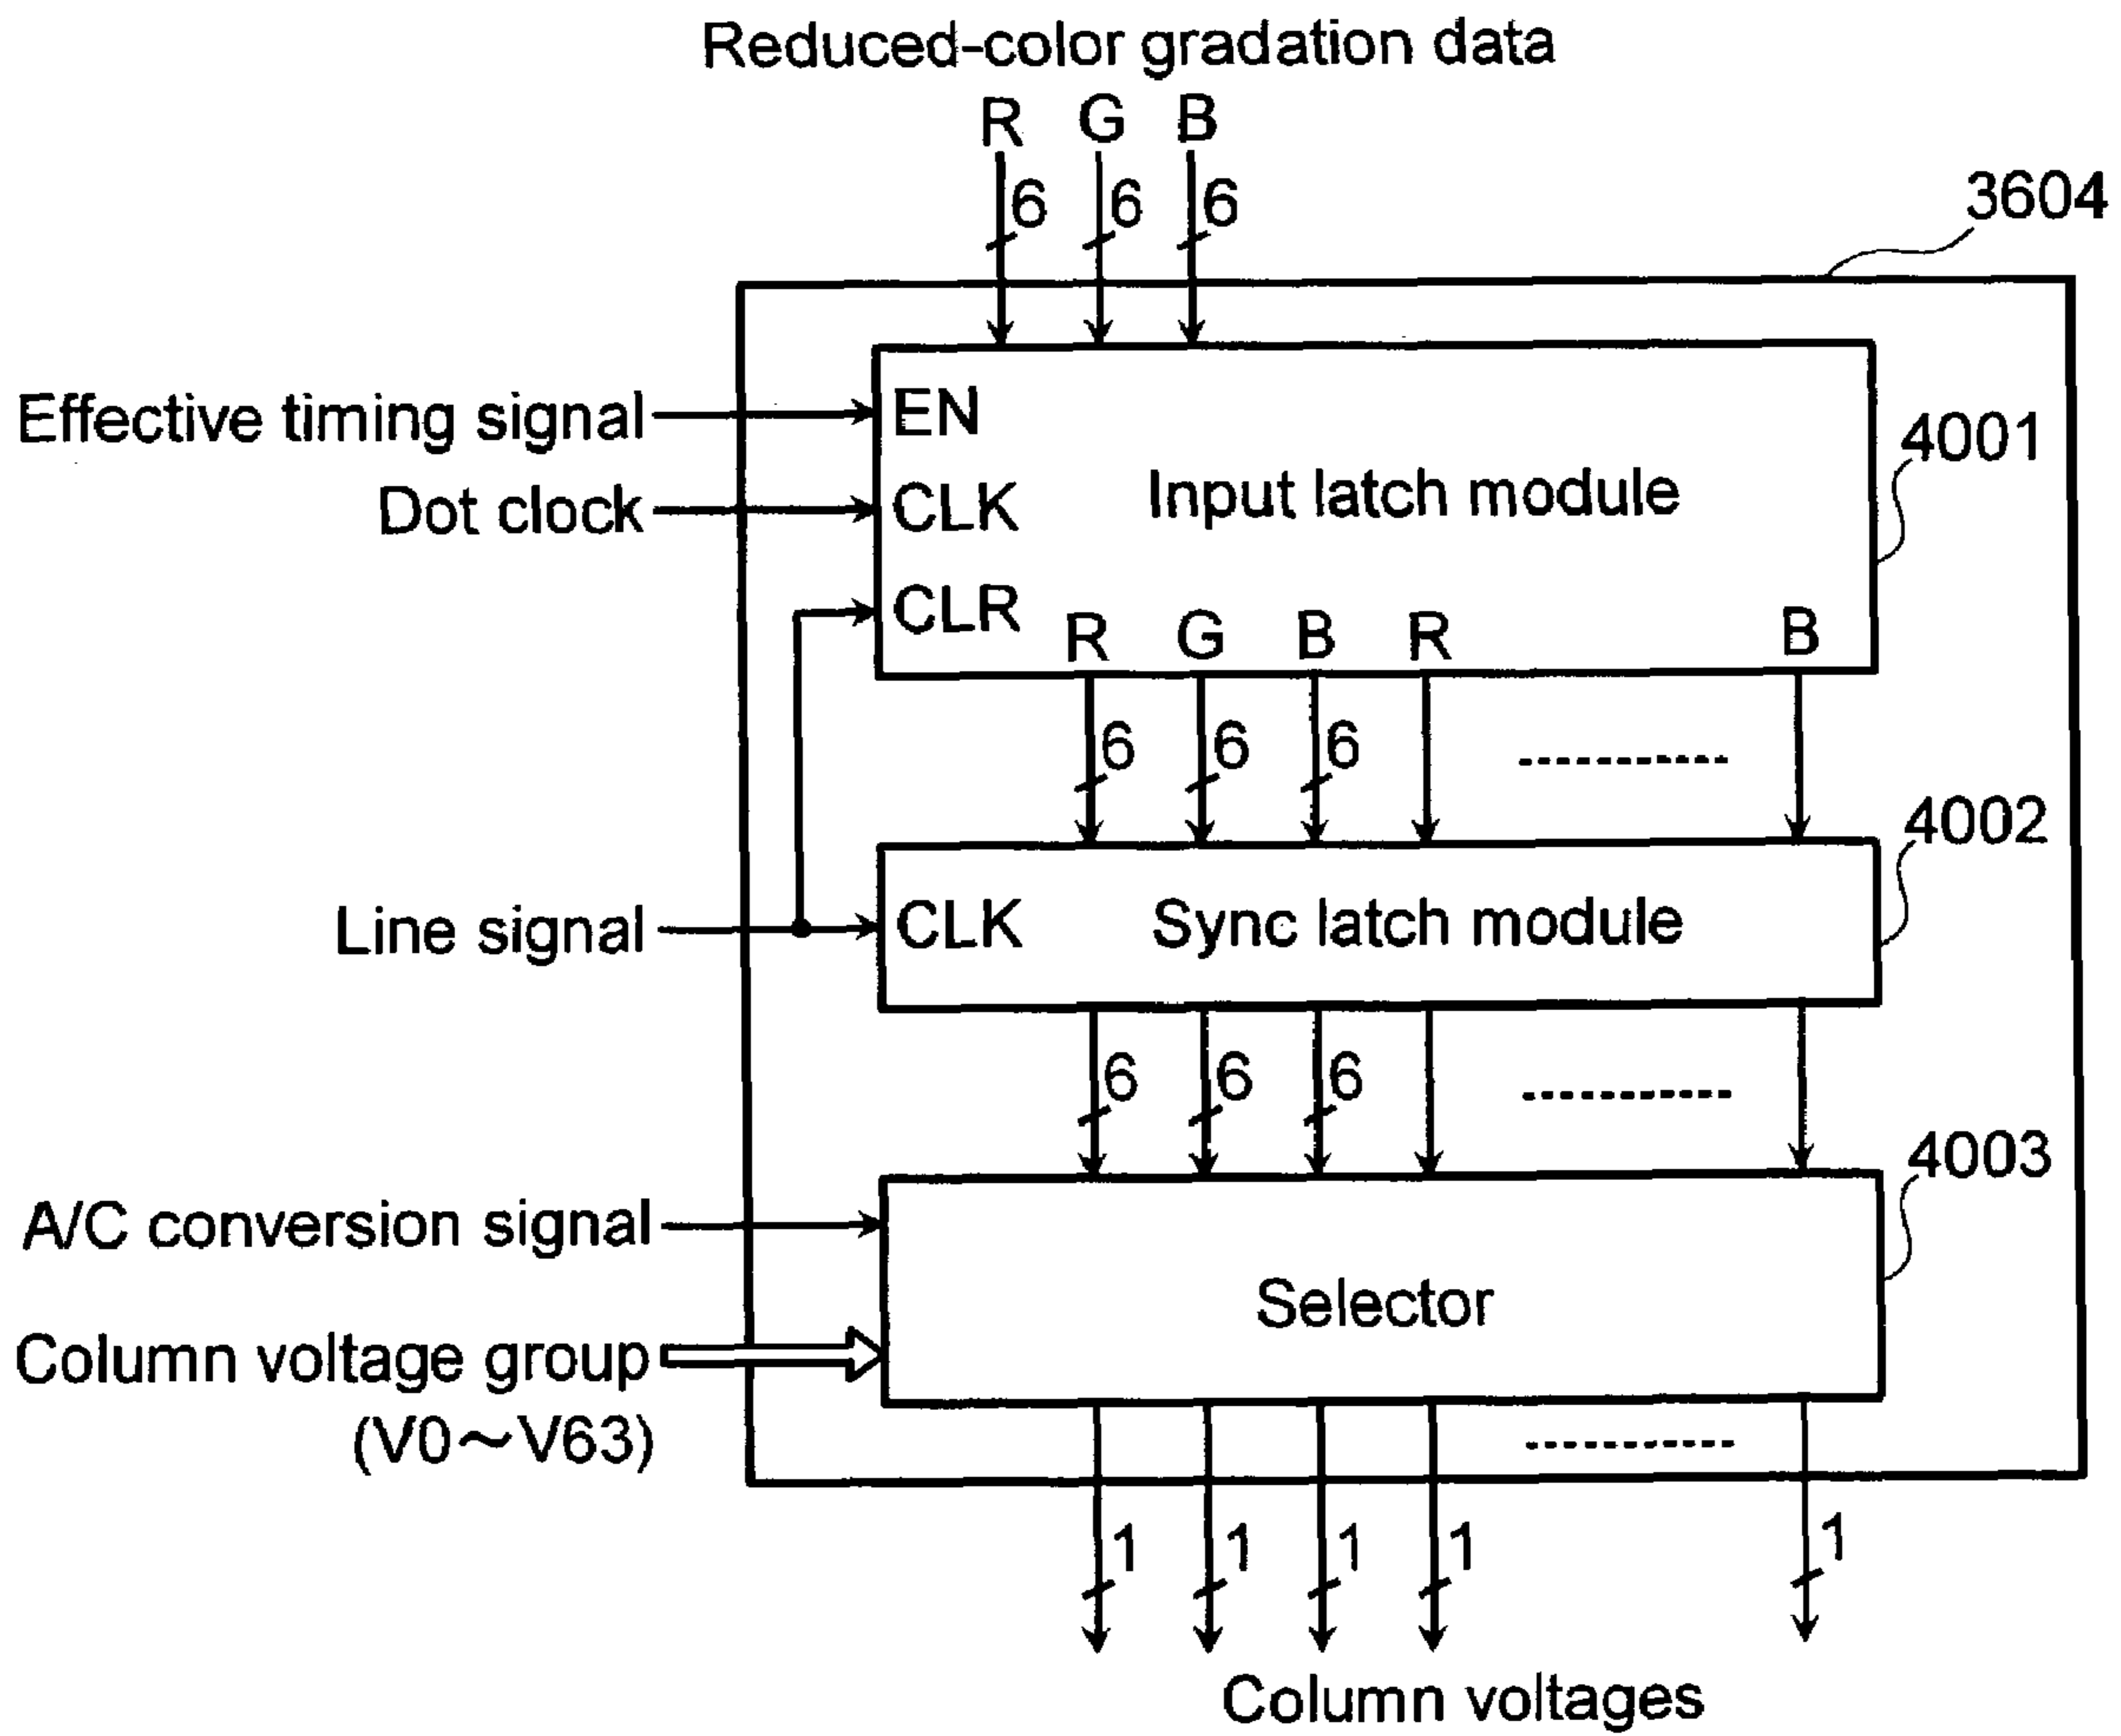 Reduced-color gradation data
R G B
6 6 6
3604
Effective timing signal
EN
4001
Dot clock
CLK
Input latch module
CLR
R G B R B
6 6 6
4002
Line signal
CLK
Sync latch module
6 6 6
4003
A/C conversion signal
Selector
Column voltage group
(V0～V63)
1 1 1 1 1
Column voltages